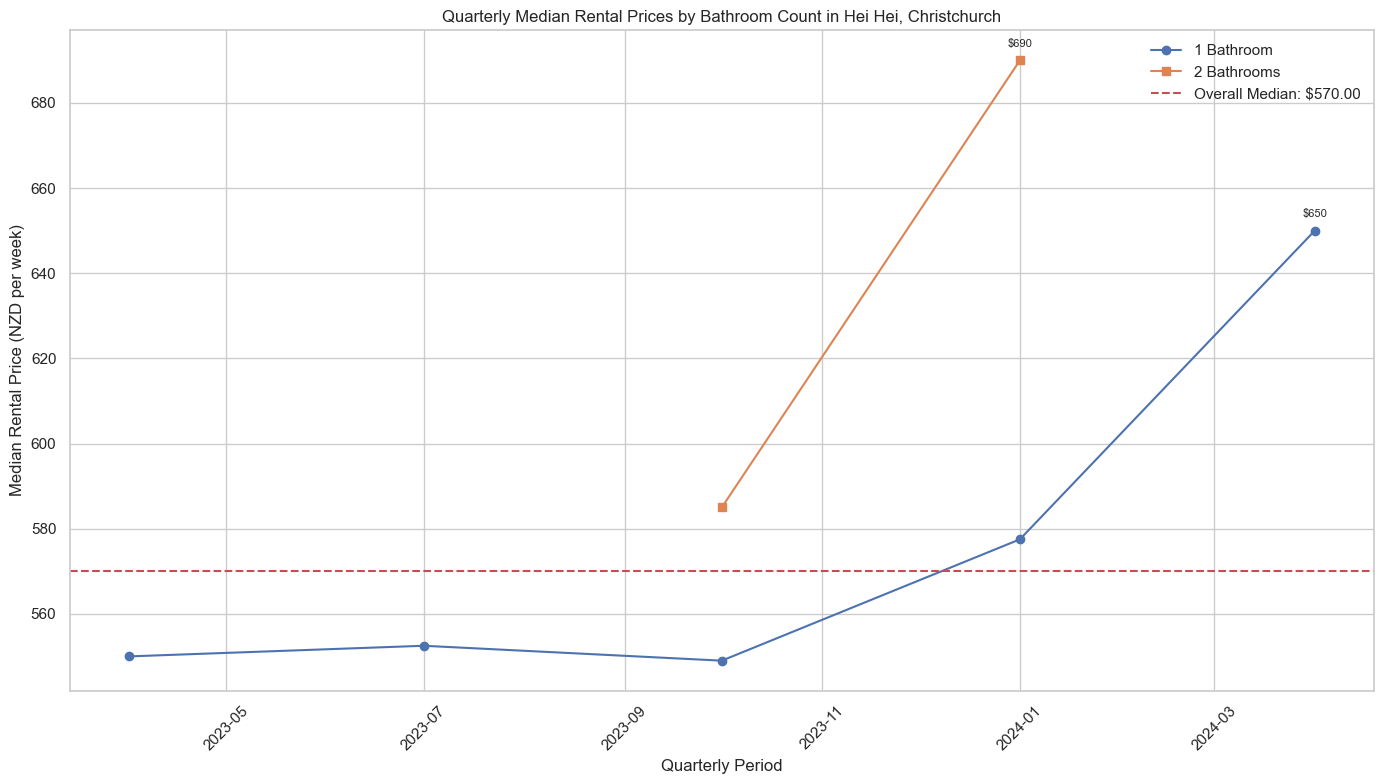 Quarterly Median Rental Prices by Bathroom Count in Hei Hei, Christchurch
$690
1 Bathroom
2 Bathrooms
Overall Median: $570.00
$650
Median Rental Price (NZD per week)
680
660
640
620
600
580
560
2023-05
2023-07
2023-09
2023-11
2024-01
2024-03
Quarterly Period